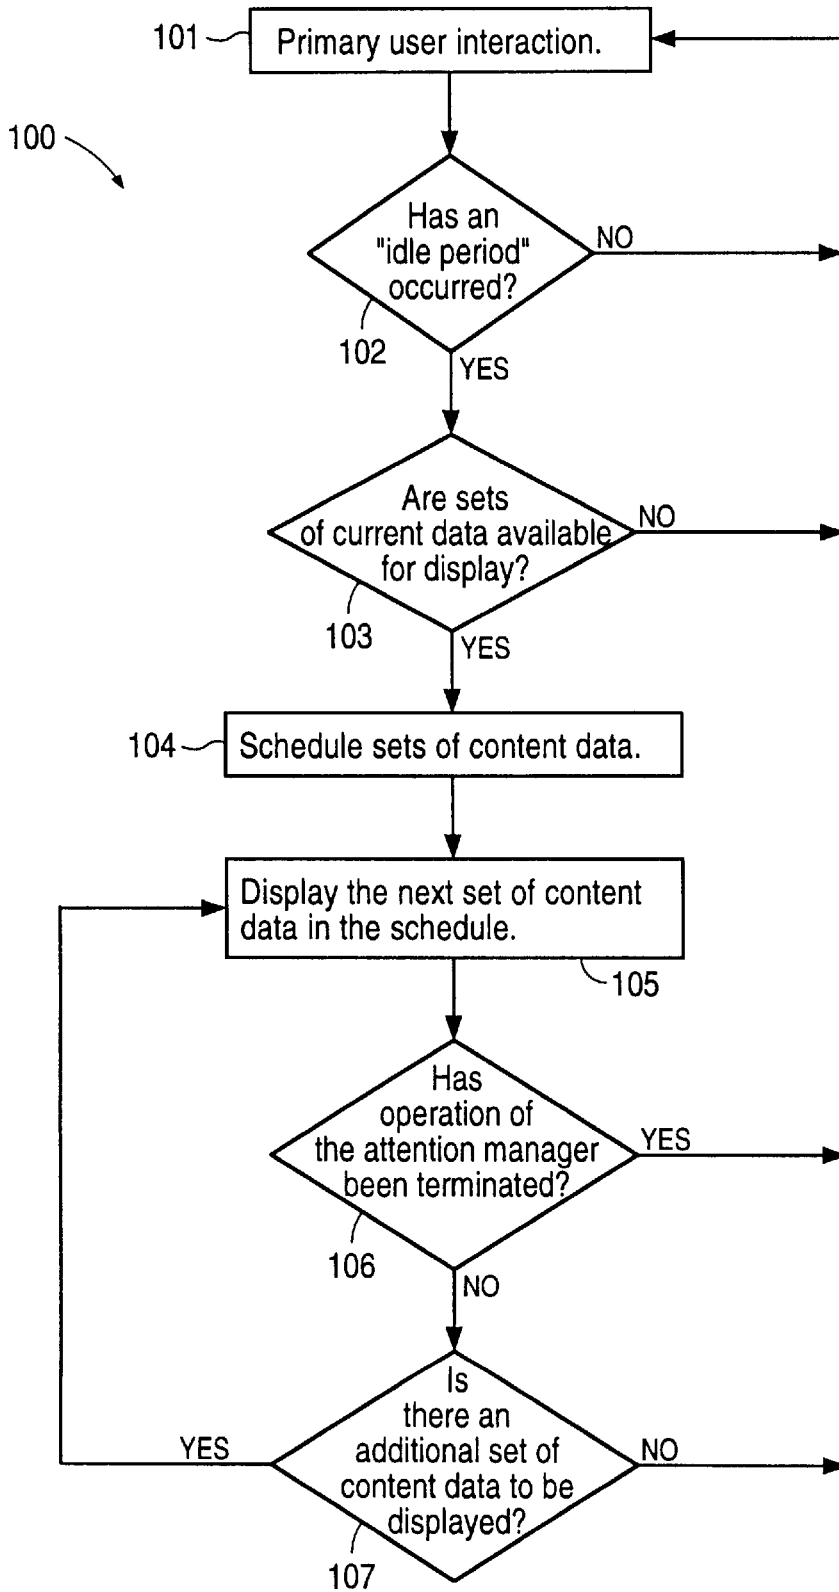 101
Primary user interaction.
100
Has an
"idle period"
occurred?
NO
102
YES
Are sets
of current data available
for display?
NO
103
YES
104
Schedule sets of content data.
Display the next set of content
data in the schedule.
105
Has
operation of
the attention manager
been terminated?
YES
106
NO
Is
there an
additional set of
content data to be
displayed?
YES
NO
107